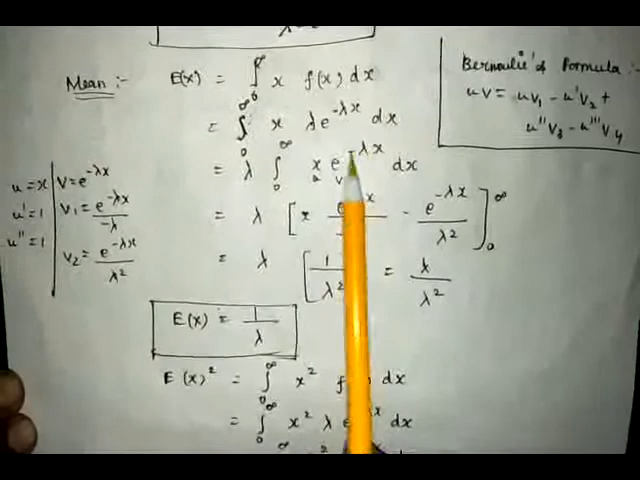 Mean :- E(x) = ∫₀^∞ x f(x) dx
= ∫₀^∞ x λe^{-λx} dx
= λ ∫₀^∞ x e^{-λx} dx
u v
= λ [ x - e^{-λx}/λ² ]₀^∞
= λ [ 1/λ² = λ/λ²
E(x) = 1/λ
E(x)² = ∫₀^∞ x² f dx
= ∫₀^∞ x² λ e dx
u = x | V = e^{-λx}
u' = 1 | V₁ = e^{-λx}/-λ
u'' = 1 | V₂ = e^{-λx}/λ²
Bernoulie's Formula :-
uv = uv₁ - u'v₂ +
u''v₃ - u'''v₄